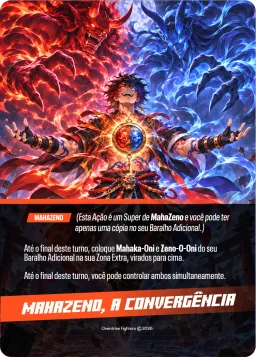 MAHAZENO (Esta Ação é um Super de MahaZeno e você pode ter
apenas uma cópia no seu Baralho Adicional.)
Até o final deste turno, coloque Mahaka-Oni e Zeno-O-Oni do seu
Baralho Adicional na sua Zona Extra, virados para cima.
Até o final deste turno, você pode controlar ambos simultaneamente.
MAHAZENO, A CONVERGÊNCIA
Overdrive Fighters © 2026